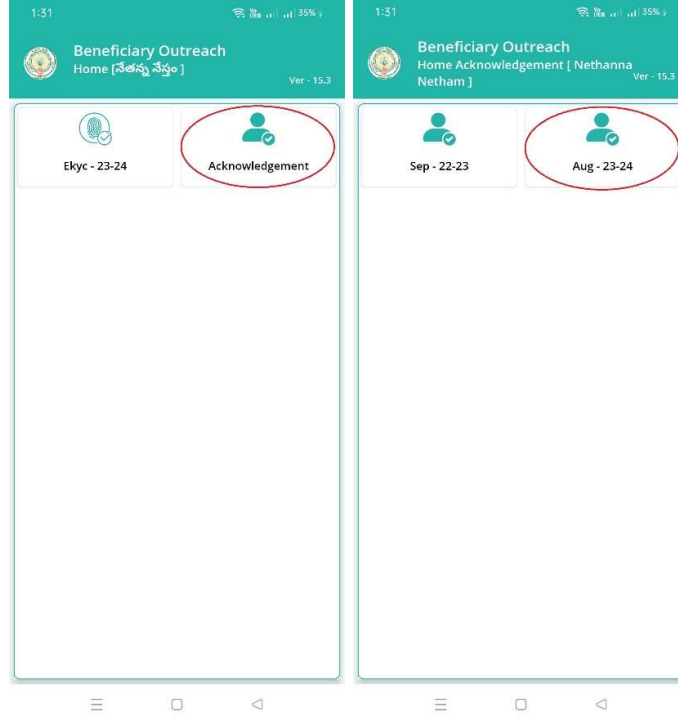 1:31
35%
Beneficiary Outreach
Home [నేతన్న నేస్తం ]
Ver - 15.3
Ekyc - 23-24
Acknowledgement
1:31
35%
Beneficiary Outreach
Home Acknowledgement [ Nethanna
Netham ]
Ver - 15.3
Sep - 22-23
Aug - 23-24